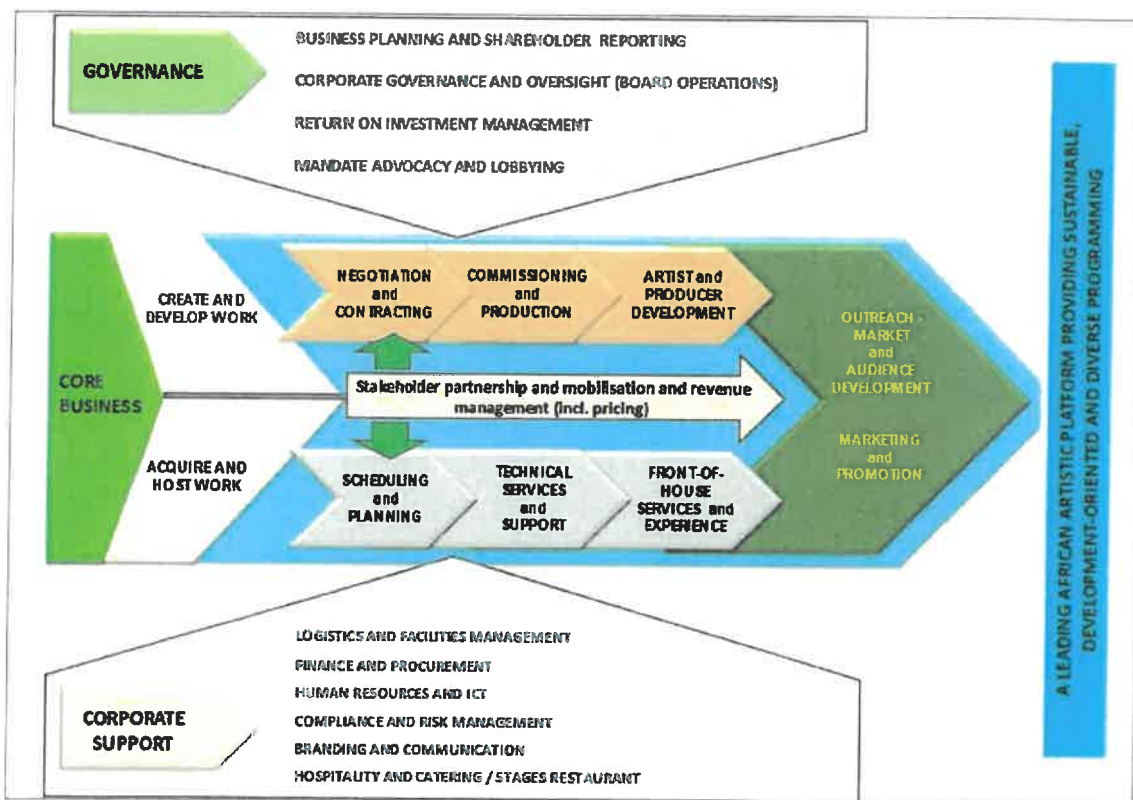 GOVERNANCE
BUSINESS PLANNING AND SHAREHOLDER REPORTING
CORPORATE GOVERNANCE AND OVERSIGHT (BOARD OPERATIONS)
RETURN ON INVESTMENT MANAGEMENT
MANDATE ADVOCACY AND LOBBYING
CORE
BUSINESS
CREATE AND
DEVELOP WORK
NEGOTIATION
and
CONTRACTING
COMMISSIONING
and
PRODUCTION
ARTIST and
PRODUCER
DEVELOPMENT
Stakeholder partnership and mobilisation and revenue
management (incl. pricing)
ACQUIRE AND
HOST WORK
SCHEDULING
and
PLANNING
TECHNICAL
SERVICES
and
SUPPORT
FRONT-OF-
HOUSE
SERVICES and
EXPERIENCE
OUTREACH -
MARKET
and
AUDIENCE
DEVELOPMENT
MARKETING
and
PROMOTION
A LEADING AFRICAN ARTISTIC PLATFORM PROVIDING SUSTAINABLE,
DEVELOPMENT-ORIENTED AND DIVERSE PROGRAMMING
CORPORATE
SUPPORT
LOGISTICS AND FACILITIES MANAGEMENT
FINANCE AND PROCUREMENT
HUMAN RESOURCES AND ICT
COMPLIANCE AND RISK MANAGEMENT
BRANDING AND COMMUNICATION
HOSPITALITY AND CATERING / STAGES RESTAURANT